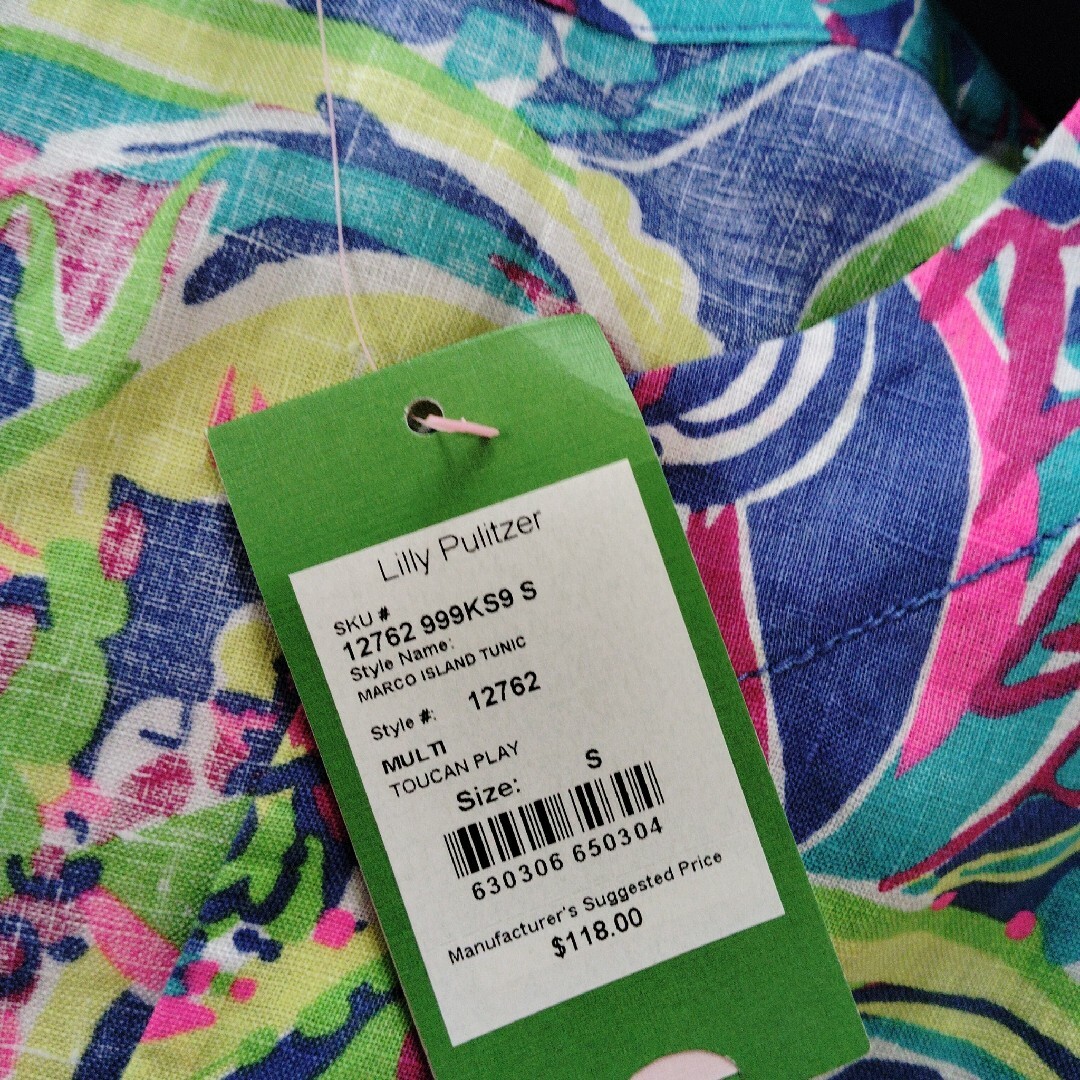 Lilly Pulitzer
SKU #
12762 999KS9 S
Style Name:
MARCO ISLAND TUNIC
Style #: 12762
MULTI
TOUCAN PLAY
Size: S
630306 650304
Manufacturer's Suggested Price
$118.00